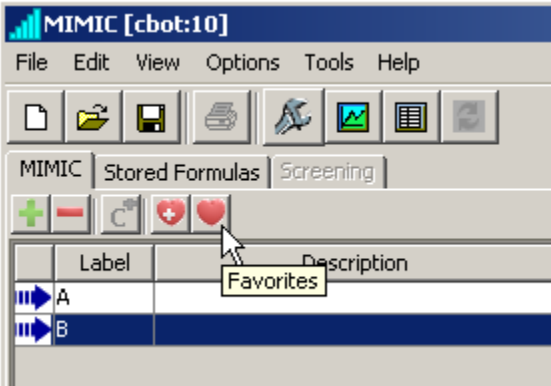 MIMIC [cbot:10]
File Edit View Options Tools Help
MIMIC Stored Formulas Screening
C
Label Description
Favorites
A
B